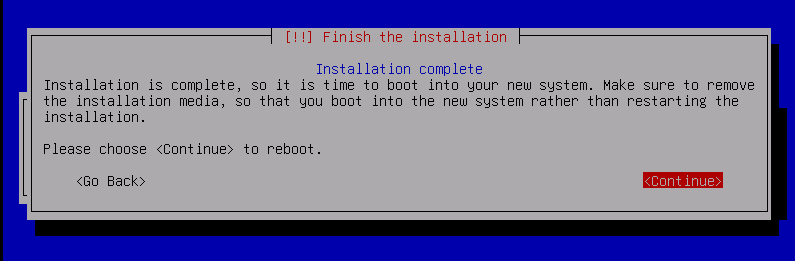 [!!] Finish the installation
Installation complete
Installation is complete, so it is time to boot into your new system. Make sure to remove
the installation media, so that you boot into the new system rather than restarting the
installation.
Please choose <Continue> to reboot.
<Go Back> <Continue>